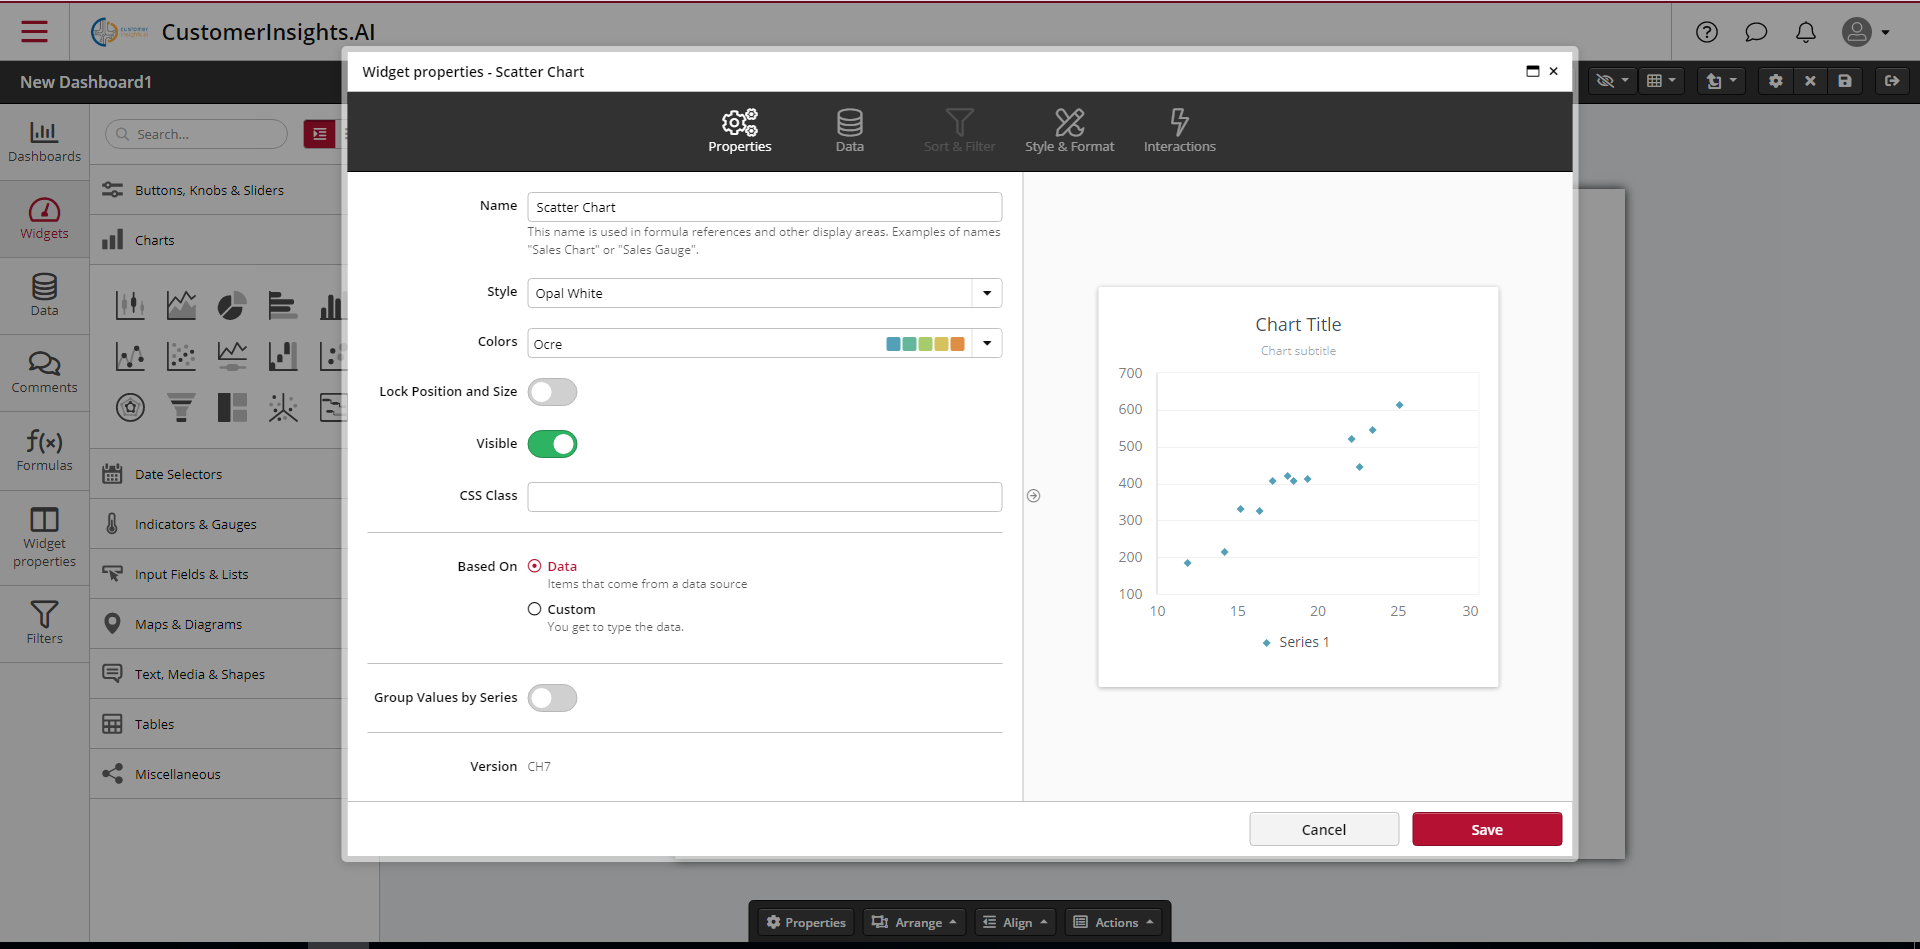 CustomerInsights.AI
New Dashboard1
Dashboards
Widgets
Data
Comments
Formulas
Widget
properties
Filters
Search...
Buttons, Knobs & Sliders
Charts
Date Selectors
Indicators & Gauges
Input Fields & Lists
Maps & Diagrams
Text, Media & Shapes
Tables
Miscellaneous
Widget properties - Scatter Chart
Properties
Data
Sort & Filter
Style & Format
Interactions
Name
Scatter Chart
This name is used in formula references and other display areas. Examples of names
"Sales Chart" or "Sales Gauge".
Style
Opal White
Colors
Ocre
Lock Position and Size
Visible
CSS Class
Based On
Data
Items that come from a data source
Custom
You get to type the data.
Group Values by Series
Version
CH7
Chart Title
Chart subtitle
700
600
500
400
300
200
100
10
15
20
25
30
Series 1
Cancel
Save
Properties
Arrange
Align
Actions